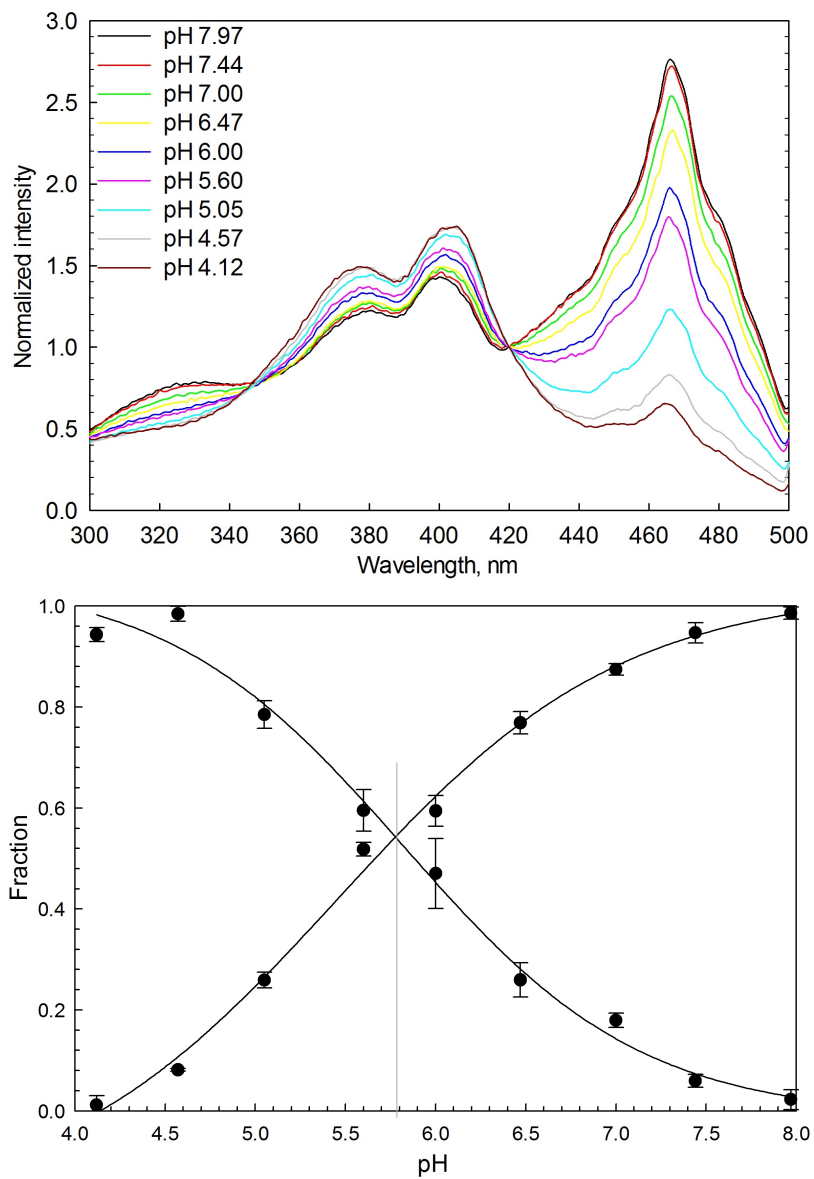 3.0
2.5
2.0
1.5
1.0
0.5
0.0
Normalized intensity
pH 7.97
pH 7.44
pH 7.00
pH 6.47
pH 6.00
pH 5.60
pH 5.05
pH 4.57
pH 4.12
300 320 340 360 380 400 420 440 460 480 500
Wavelength, nm
1.0
0.8
0.6
0.4
0.2
0.0
Fraction
4.0 4.5 5.0 5.5 6.0 6.5 7.0 7.5 8.0
pH